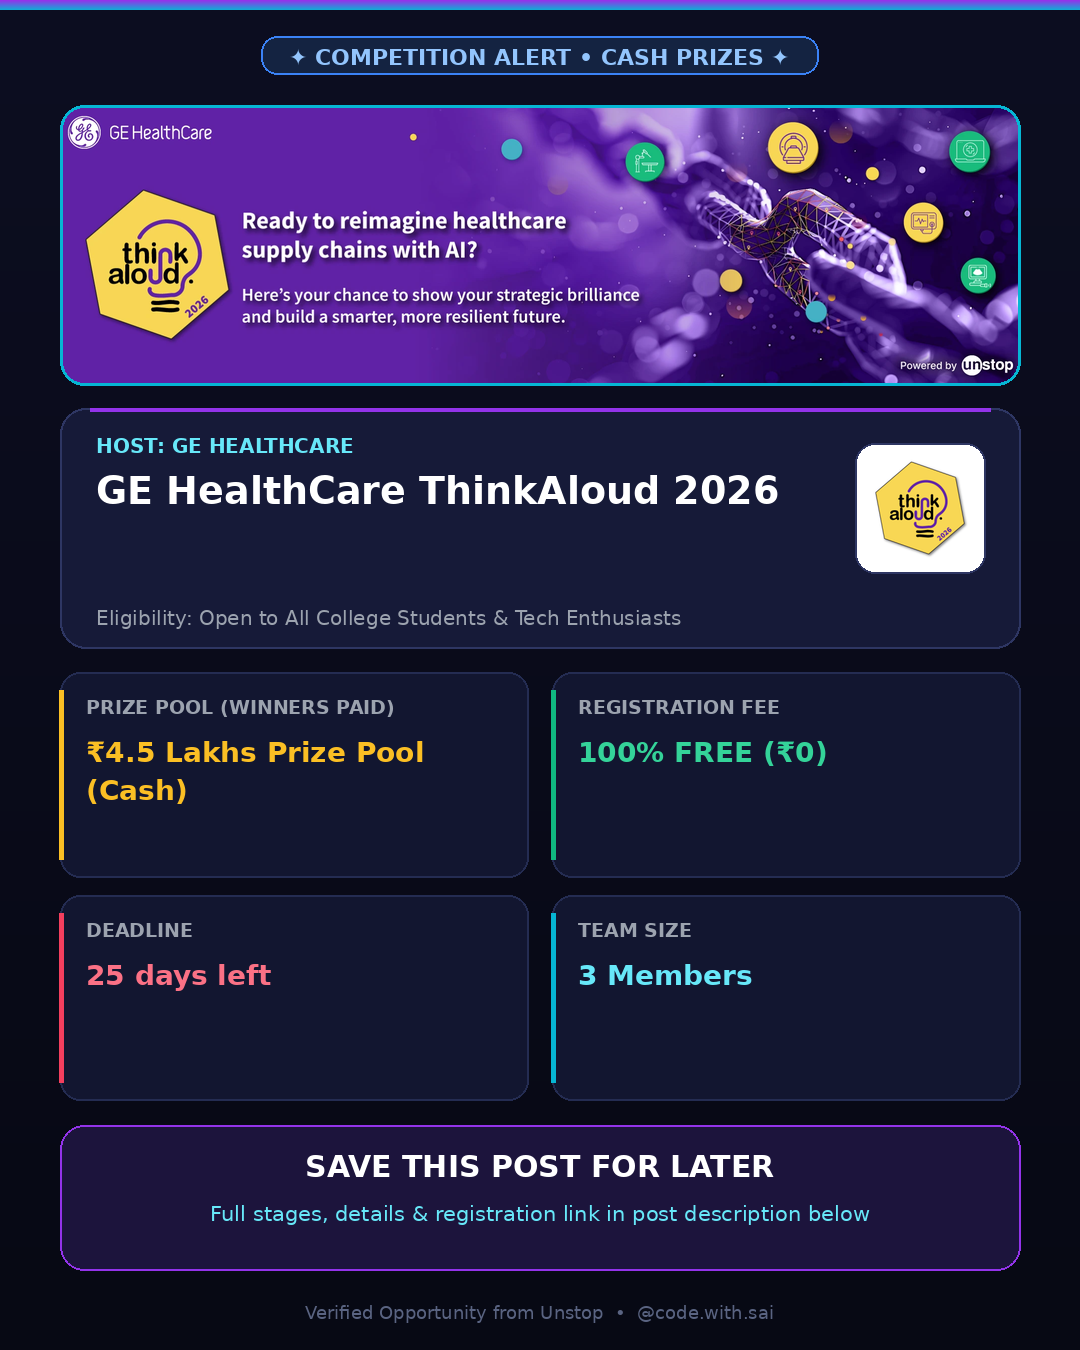 ✦ COMPETITION ALERT • CASH PRIZES ✦
GE HealthCare
think
aloud.
2026
Ready to reimagine healthcare
supply chains with AI?
Here's your chance to show your strategic brilliance
and build a smarter, more resilient future.
Powered by unstop
HOST: GE HEALTHCARE
GE HealthCare ThinkAloud 2026
think
aloud.
2026
Eligibility: Open to All College Students & Tech Enthusiasts
PRIZE POOL (WINNERS PAID)
₹4.5 Lakhs Prize Pool
(Cash)
REGISTRATION FEE
100% FREE (₹0)
DEADLINE
25 days left
TEAM SIZE
3 Members
SAVE THIS POST FOR LATER
Full stages, details & registration link in post description below
Verified Opportunity from Unstop • @code.with.sai